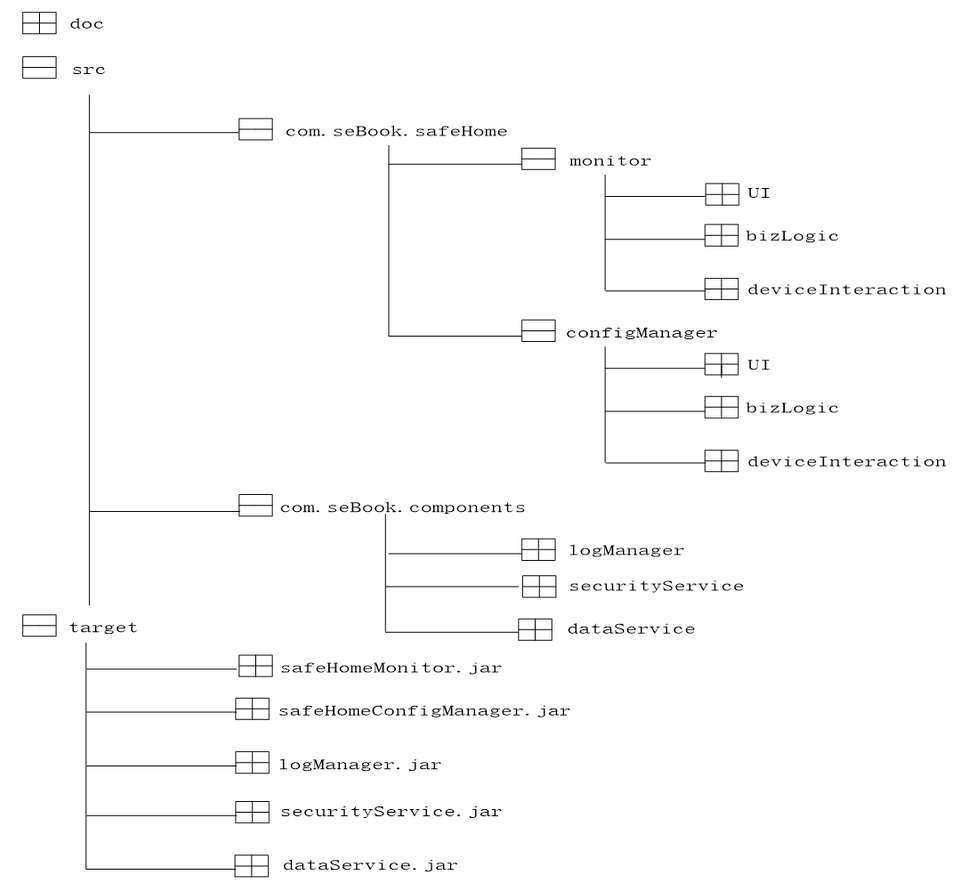 doc
src
com.seBook.safeHome
monitor
UI
bizLogic
deviceInteraction
configManager
UI
bizLogic
deviceInteraction
com.seBook.components
logManager
securityService
dataService
target
safeHomeMonitor.jar
safeHomeConfigManager.jar
logManager.jar
securityService.jar
dataService.jar